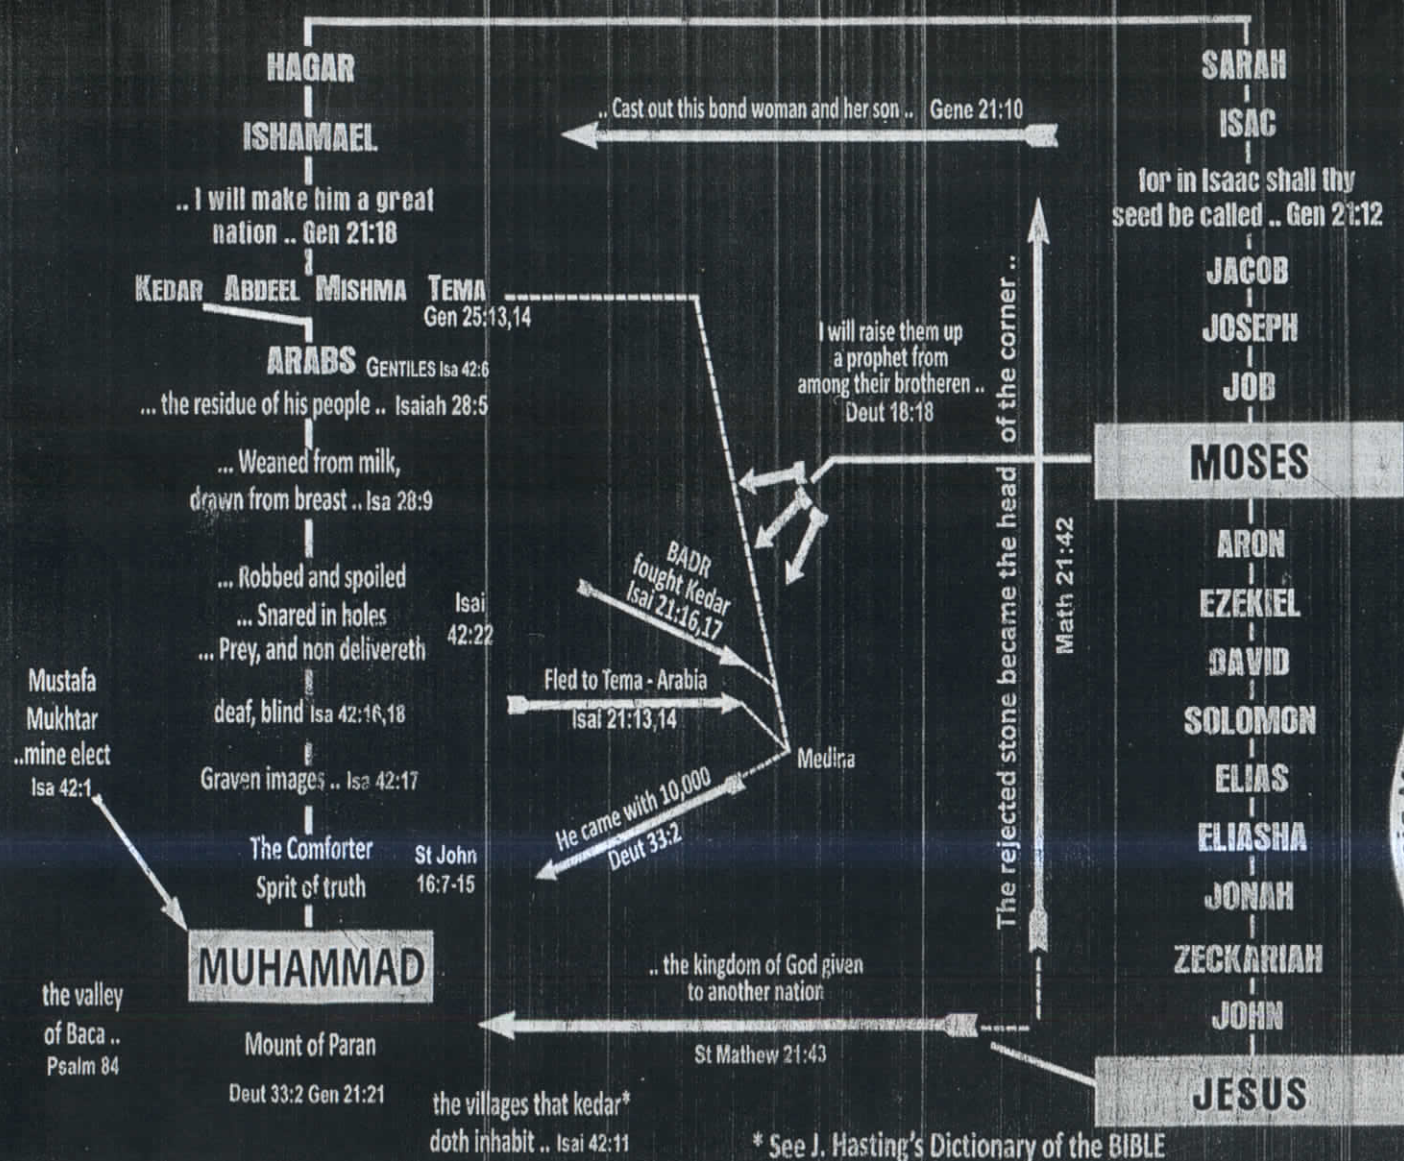 HAGAR
ISHAMAEL
.. I will make him a great
nation .. Gen 21:18
KEDAR ABDEEL MISHMA TEMA
Gen 25:13,14
ARABS GENTILES Isa 42:6
... the residue of his people .. Isaiah 28:5
... Weaned from milk,
drawn from breast .. Isa 28:9
... Robbed and spoiled
... Snared in holes
... Prey, and non delivereth
Isai
42:22
deaf, blind Isa 42:16,18
Graven images .. Isa 42:17
The Comforter
Sprit of truth
St John
16:7-15
Mustafa
Mukhtar
..mine elect
Isa 42:1
MUHAMMAD
the valley
of Baca ..
Psalm 84
Mount of Paran
Deut 33:2 Gen 21:21
the villages that kedar*
doth inhabit .. Isai 42:11
.. Cast out this bond woman and her son .. Gene 21:10
I will raise them up
a prophet from
among their brotheren ..
Deut 18:18
BADR
fought Kedar
Isai 21:16,17
Fled to Tema - Arabia
Isai 21:13,14
Medina
He came with 10,000
Deut 33:2
The rejected stone became the head of the corner..
Math 21:42
.. the kingdom of God given
to another nation
St Mathew 21:43
SARAH
ISAC
for in Isaac shall thy
seed be called .. Gen 21:12
JACOB
JOSEPH
JOB
MOSES
ARON
EZEKIEL
DAVID
SOLOMON
ELIAS
ELIASHA
JONAH
ZECKARIAH
JOHN
JESUS
* See J. Hasting's Dictionary of the BIBLE